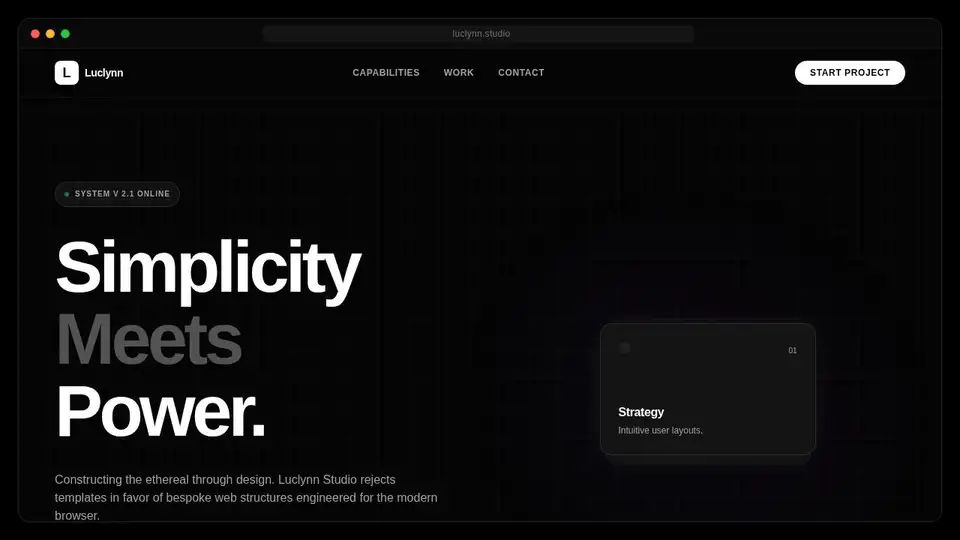 luclynn.studio
L
Luclynn
CAPABILITIES
WORK
CONTACT
START PROJECT
SYSTEM V 2.1 ONLINE
Simplicity
Meets
Power.
Constructing the ethereal through design. Luclynn Studio rejects
templates in favor of bespoke web structures engineered for the modern
browser.
01
Strategy
Intuitive user layouts.